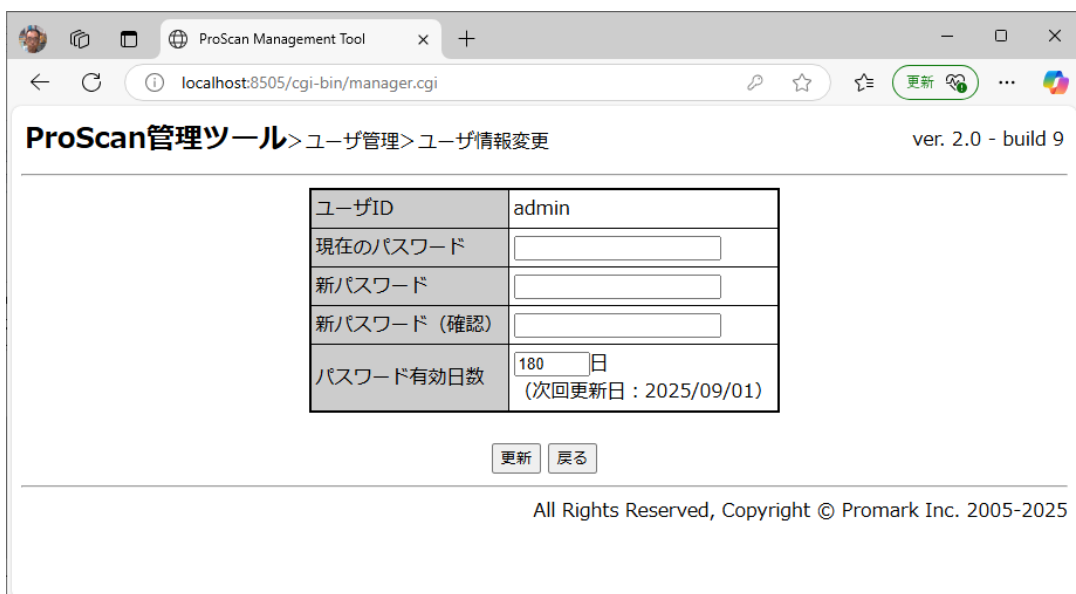 ProScan Management Tool
localhost:8505/cgi-bin/manager.cgi
更新
ProScan管理ツール>ユーザ管理>ユーザ情報変更
ver. 2.0 - build 9
ユーザID admin
現在のパスワード
新パスワード
新パスワード（確認）
パスワード有効日数 180日
（次回更新日：2025/09/01）
更新 戻る
All Rights Reserved, Copyright © Promark Inc. 2005-2025